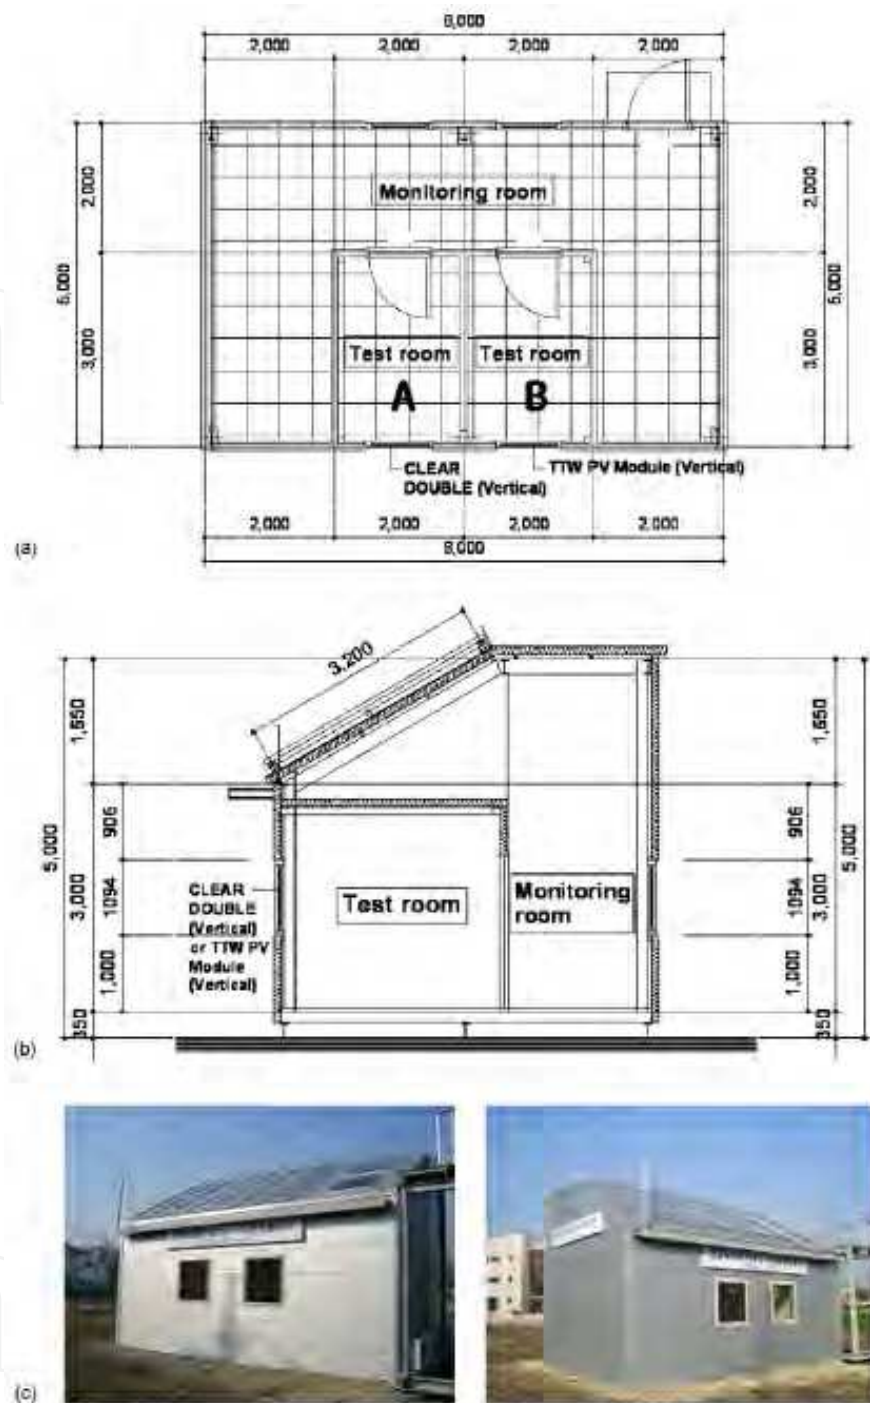 8,000
2,000 2,000 2,000 2,000
2,000
3,000
5,000
2,000
3,000
5,000
Monitoring room
Test room
A
Test room
B
CLEAR
DOUBLE (Vertical)
TTW PV Module (Vertical)
2,000 2,000 2,000 2,000
8,000
(a)
3,200
1,650
906
1094
1,000
350
3,000
5,000
1,650
906
1094
1,000
350
3,000
5,000
CLEAR
DOUBLE
(Vertical)
or TTW PV
Module
(Vertical)
Test room
Monitoring
room
(b)
(c)